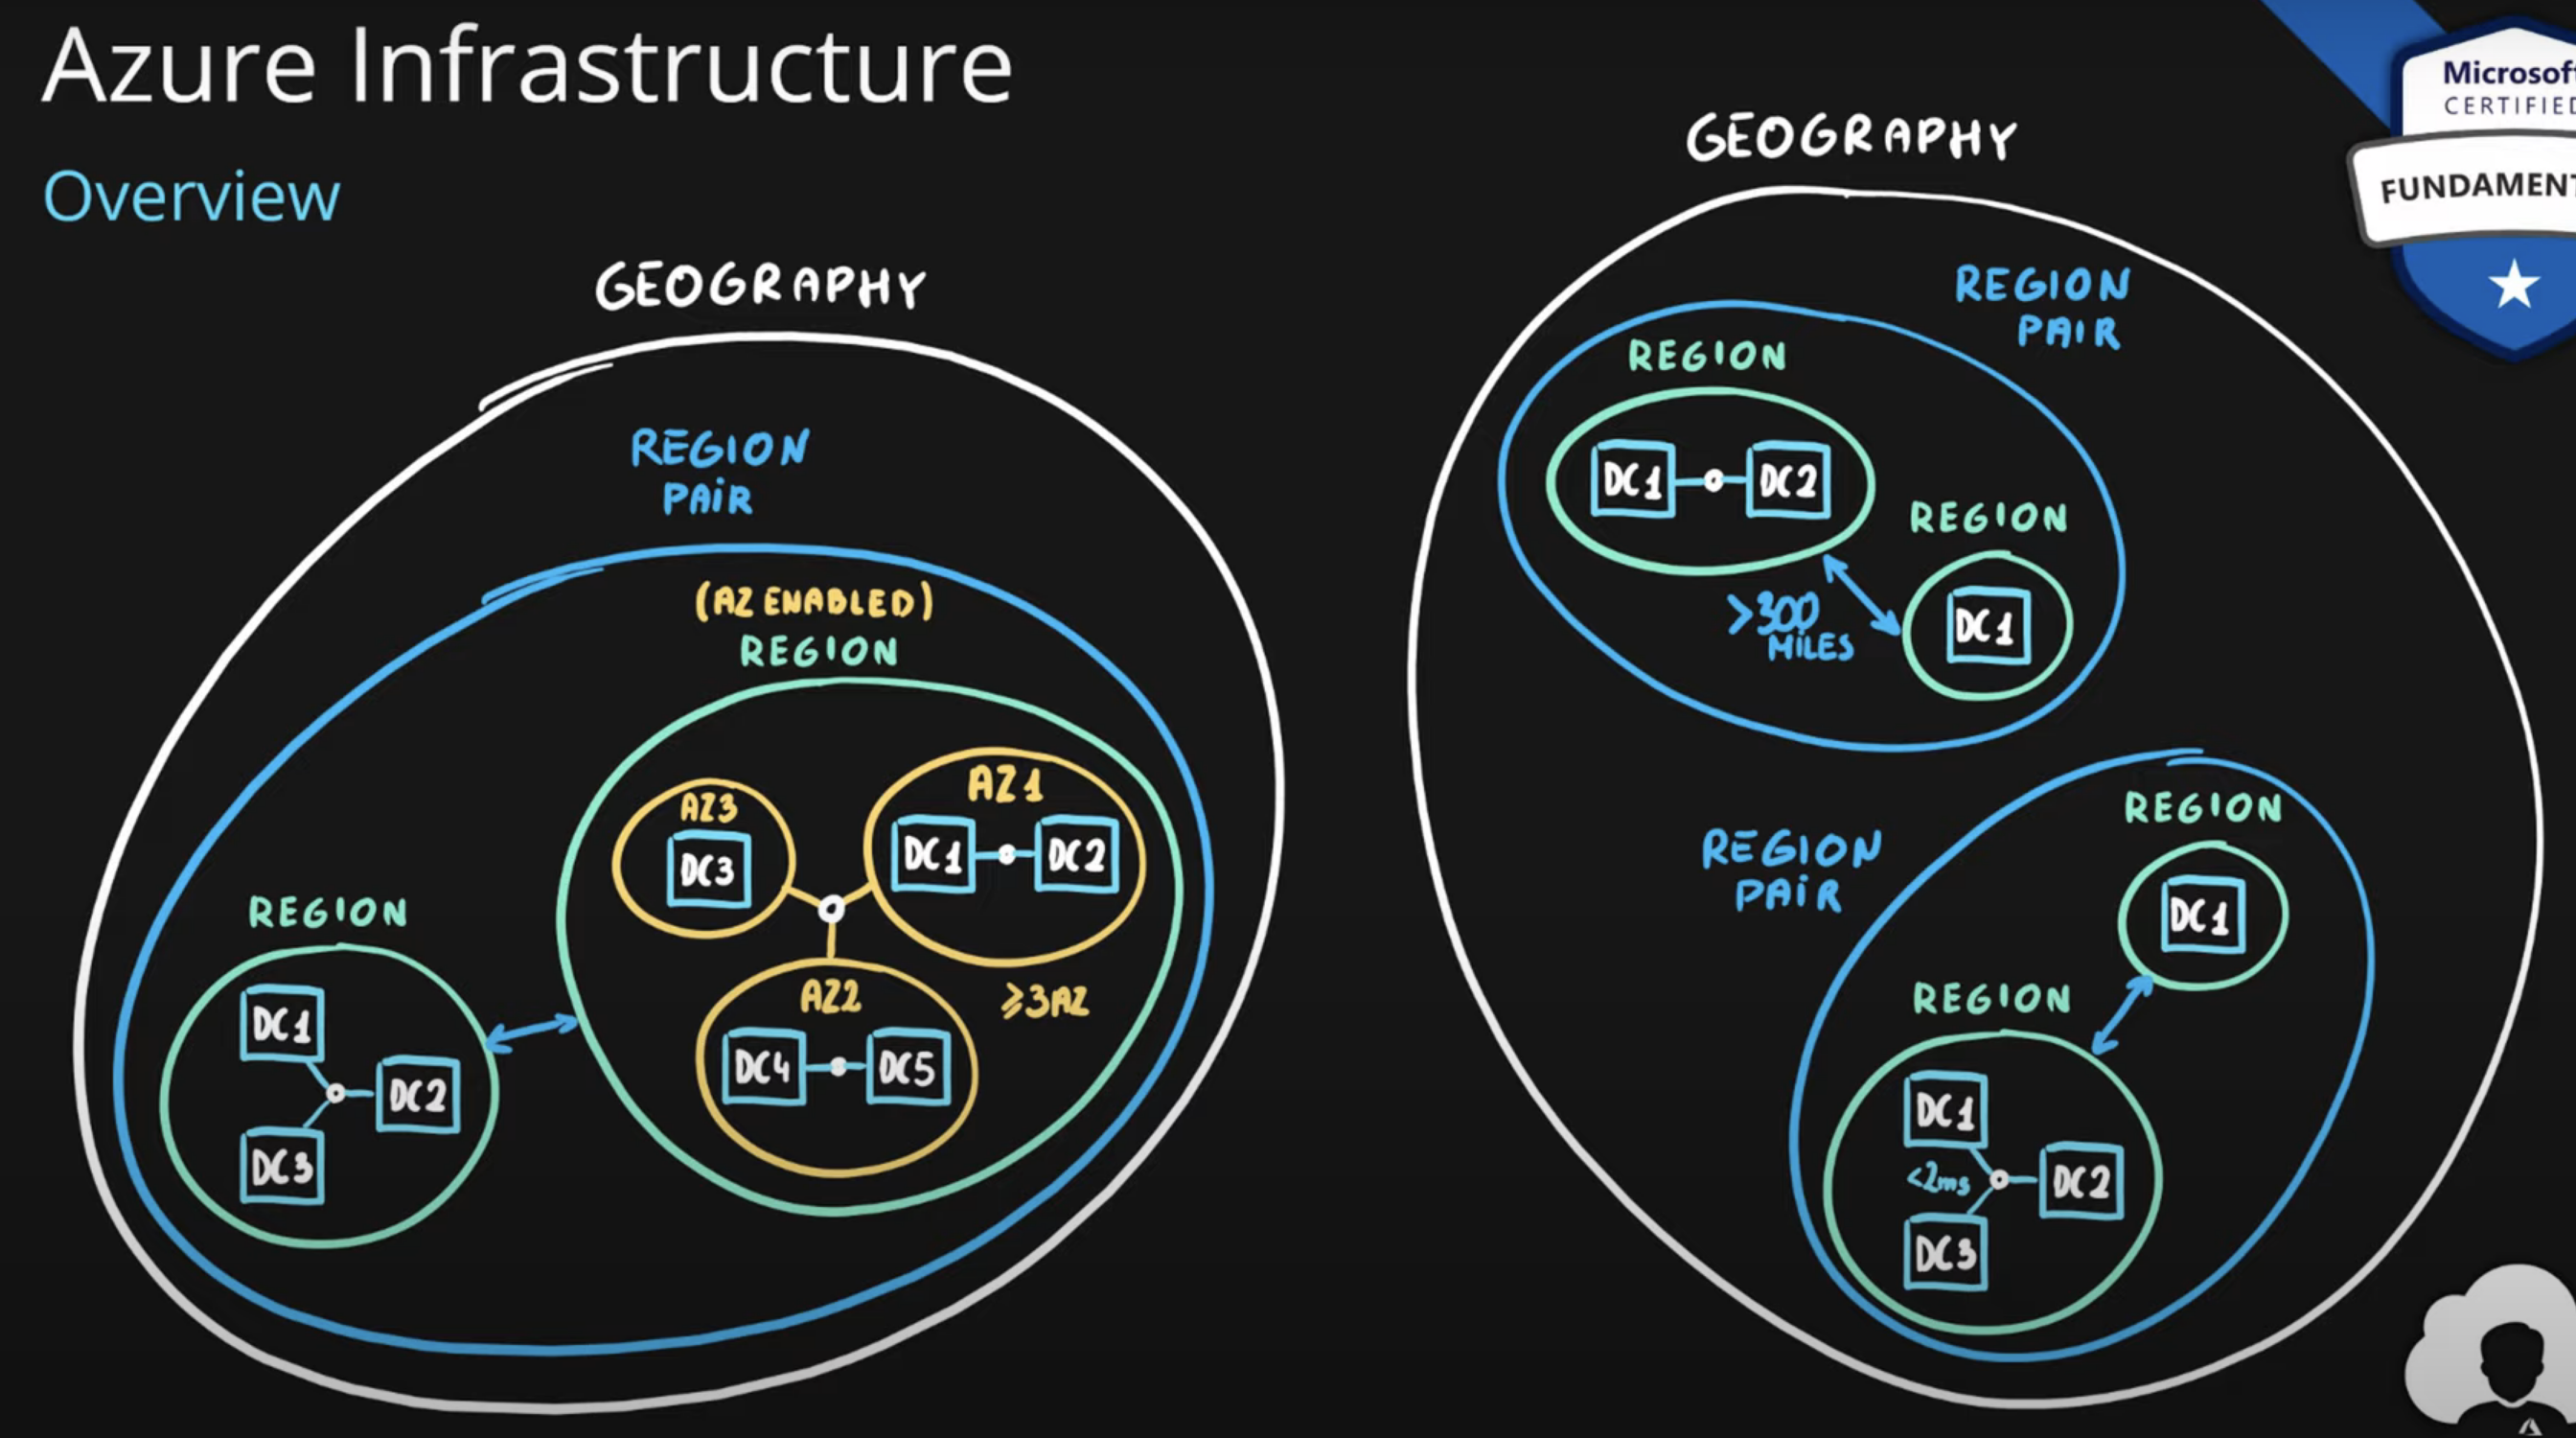 Azure Infrastructure
Overview
Microsof
CERTIFIED
FUNDAMENT
GEOGRAPHY
REGION
PAIR
(AZ ENABLED)
REGION
AZ3
DC3
AZ1
DC1
DC2
AZ2
DC4
DC5
≥3AZ
REGION
DC1
DC2
DC3
GEOGRAPHY
REGION
PAIR
REGION
DC1
DC2
REGION
DC1
>300
MILES
REGION
PAIR
REGION
DC1
REGION
DC1
<2ms
DC2
DC3